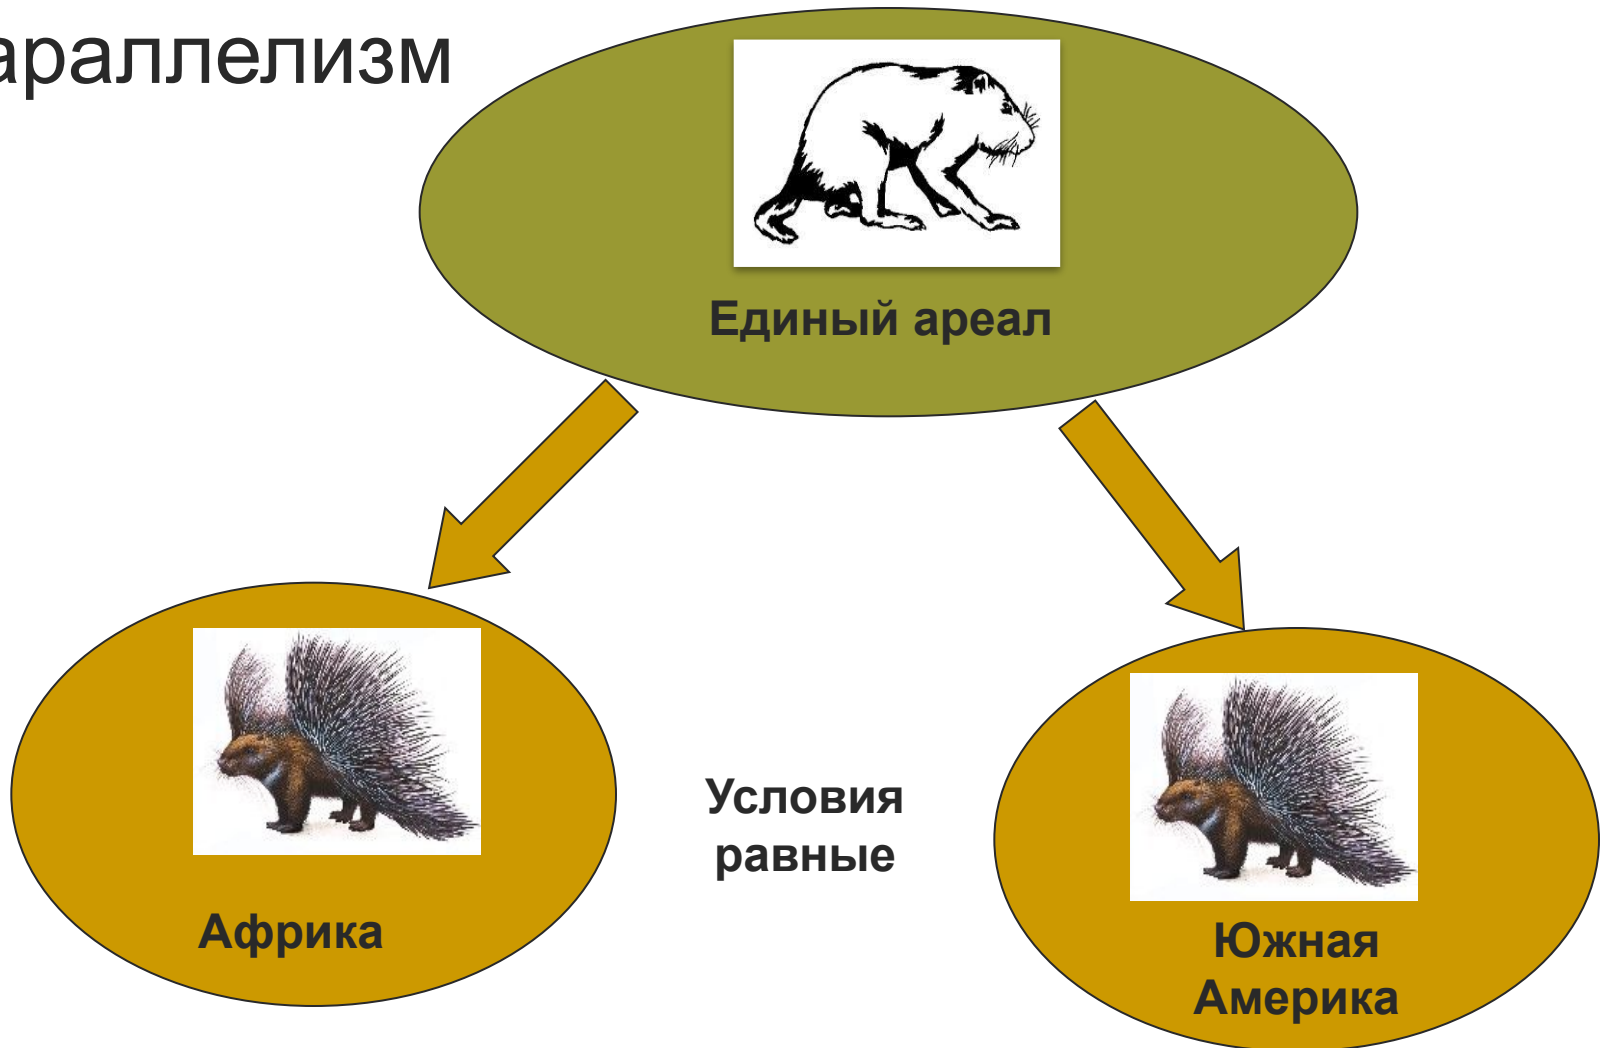 араллелизм
Единый ареал
Условия
равные
Африка
Южная
Америка